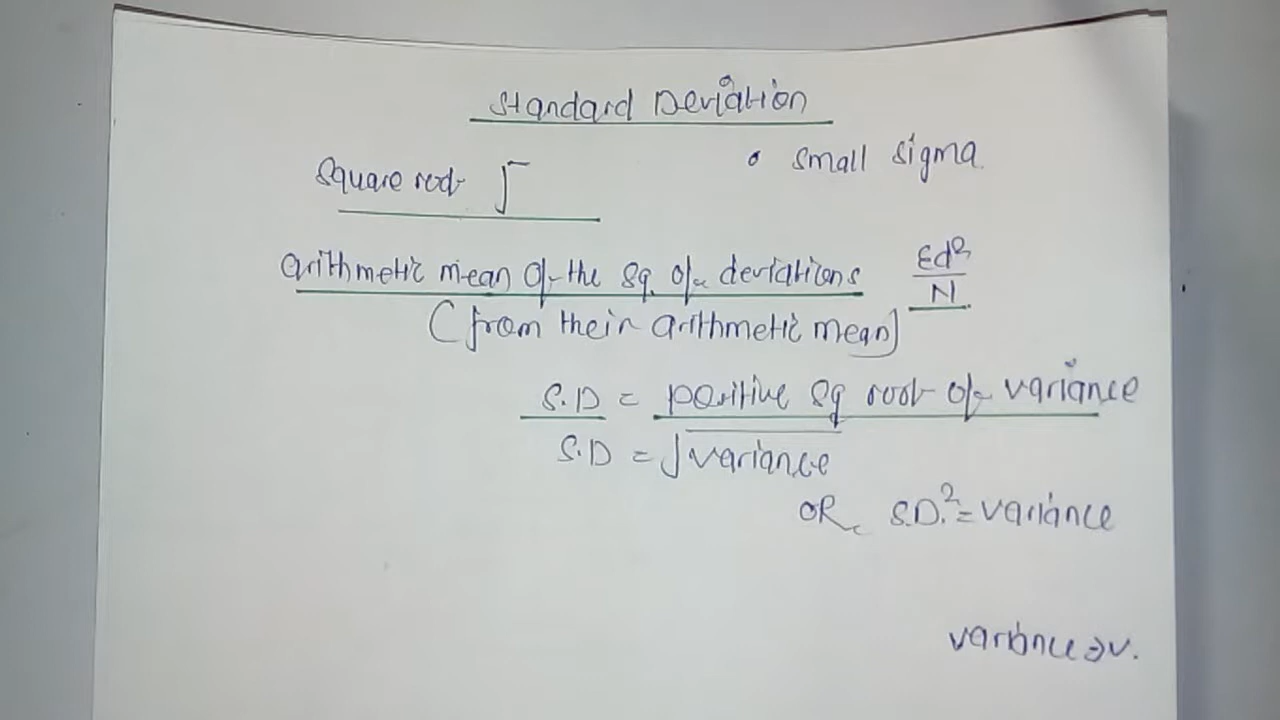 Standard Deviation
σ small sigma
Square root √
arithmetic mean of the sq. of deviations Σd²/N
(from their arithmetic mean)
S.D = positive sq root of variance
S.D = √variance
OR S.D.² = variance
variance ⇒ v.